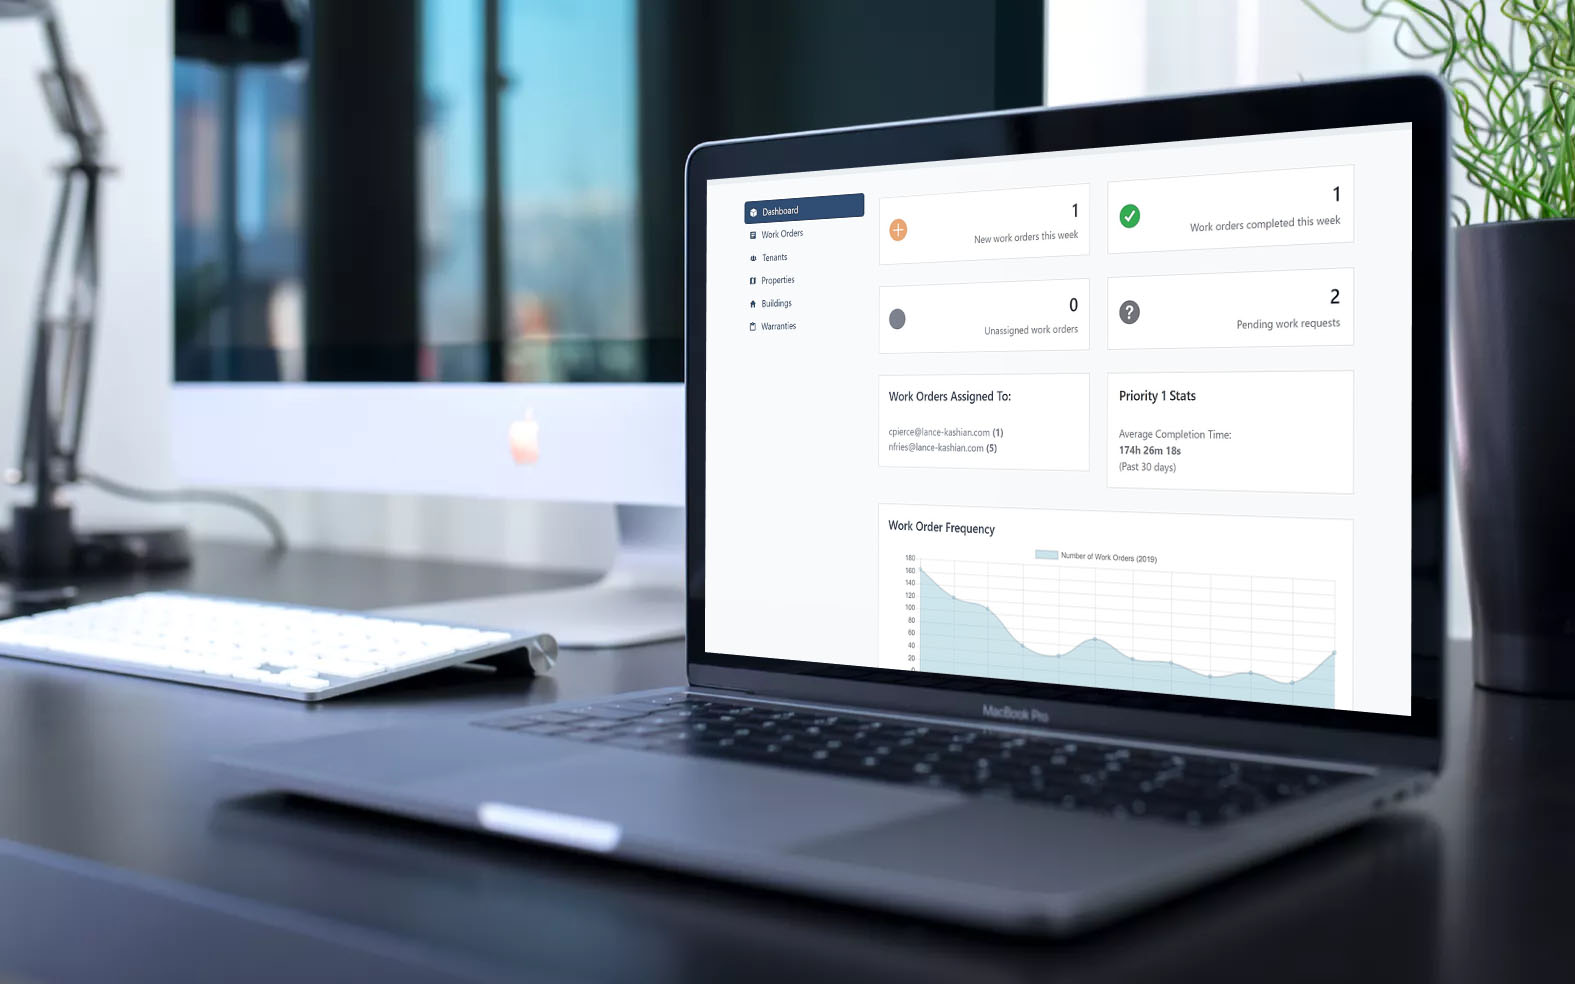 Dashboard
Work Orders
Tenants
Properties
Buildings
Warranties
1
New work orders this week
1
Work orders completed this week
0
Unassigned work orders
?
2
Pending work requests
Work Orders Assigned To:
cpierce@lance-kashian.com (1)
nfries@lance-kashian.com (5)
Priority 1 Stats
Average Completion Time:
174h 26m 18s
(Past 30 days)
Work Order Frequency
Number of Work Orders (2019)
180
160
140
120
100
80
60
40
20
0
MacBook Pro